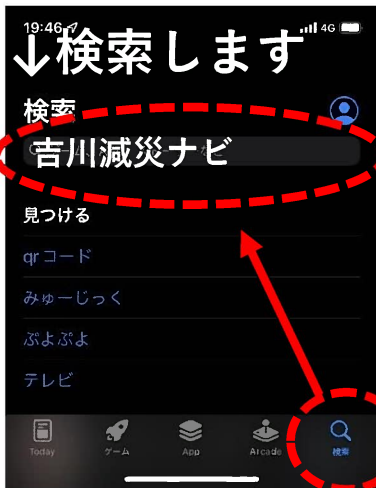 19:46
4G
↓検索します
検索
吉川減災ナビ
見つける
qrコード
みゅーじっく
ぷよぷよ
テレビ
Today
ゲーム
App
Arcade
検索